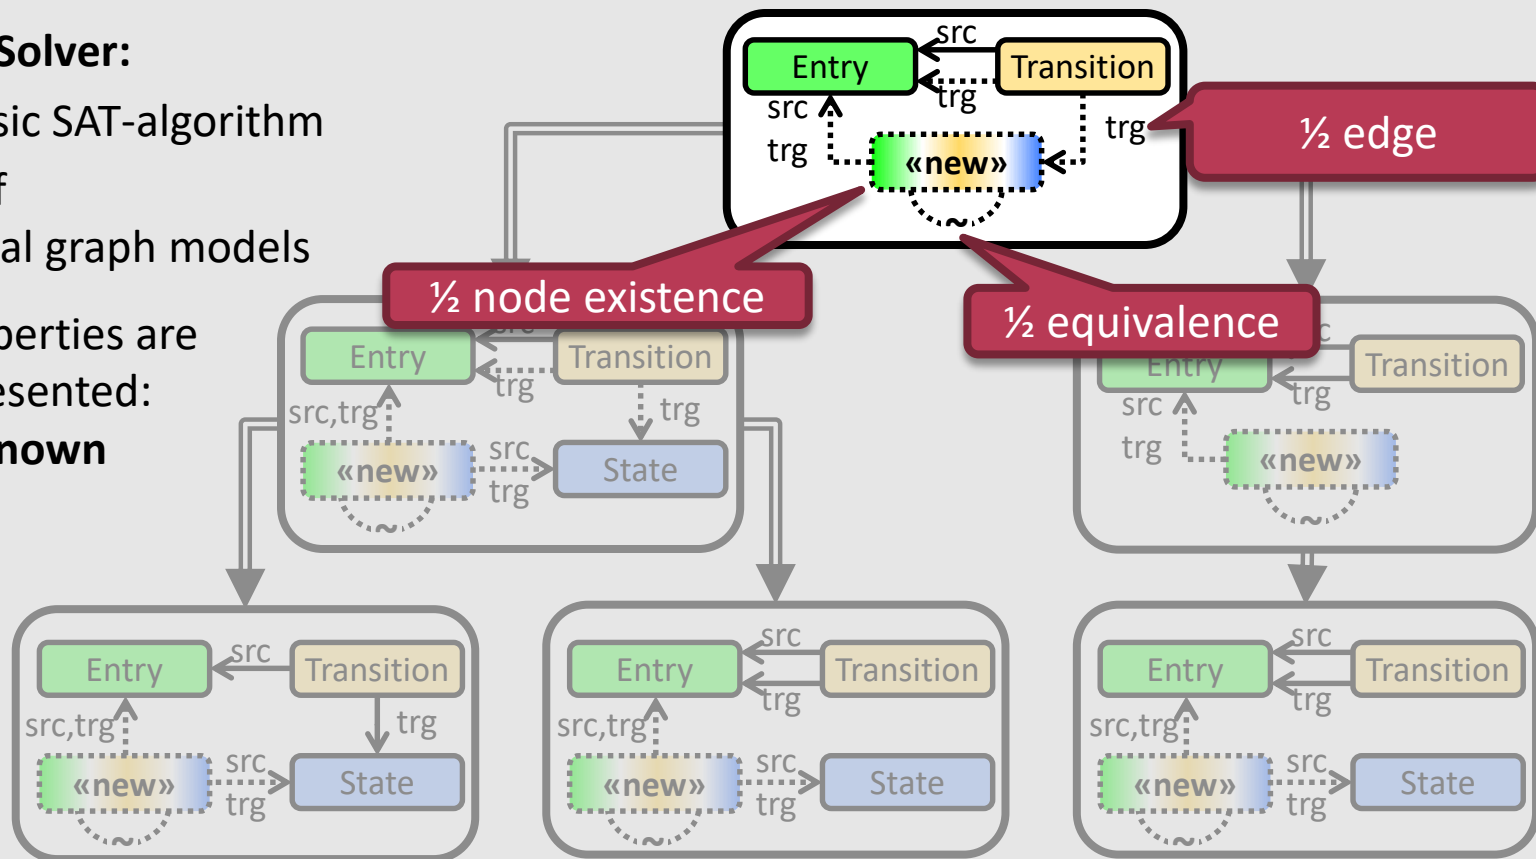 Solver:
sic SAT-algorithm
f
al graph models
perties are
esented:
nown
src
Entry
Transition
trg
src
trg
trg
«new»
~
½ edge
½ node existence
½ equivalence
Entry
Transition
trg
src,trg
trg
«new»
src
trg
State
~
c
Entry
Transition
trg
src
trg
«new»
~
Entry
src
Transition
src,trg
trg
«new»
src
trg
State
~
Entry
src
Transition
trg
src,trg
«new»
src
trg
State
~
Entry
src
Transition
trg
src,trg
«new»
src
trg
State
~